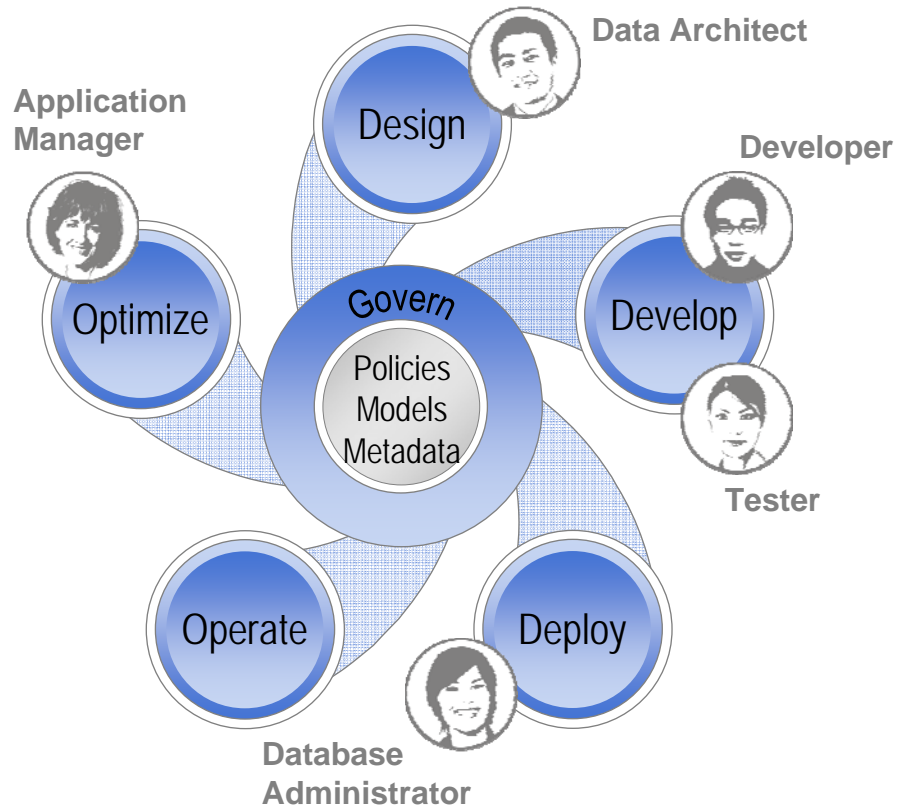 Data Architect
Design
Application
Manager
Developer
Optimize
Govern
Develop
Policies
Models
Metadata
Tester
Operate
Deploy
Database
Administrator